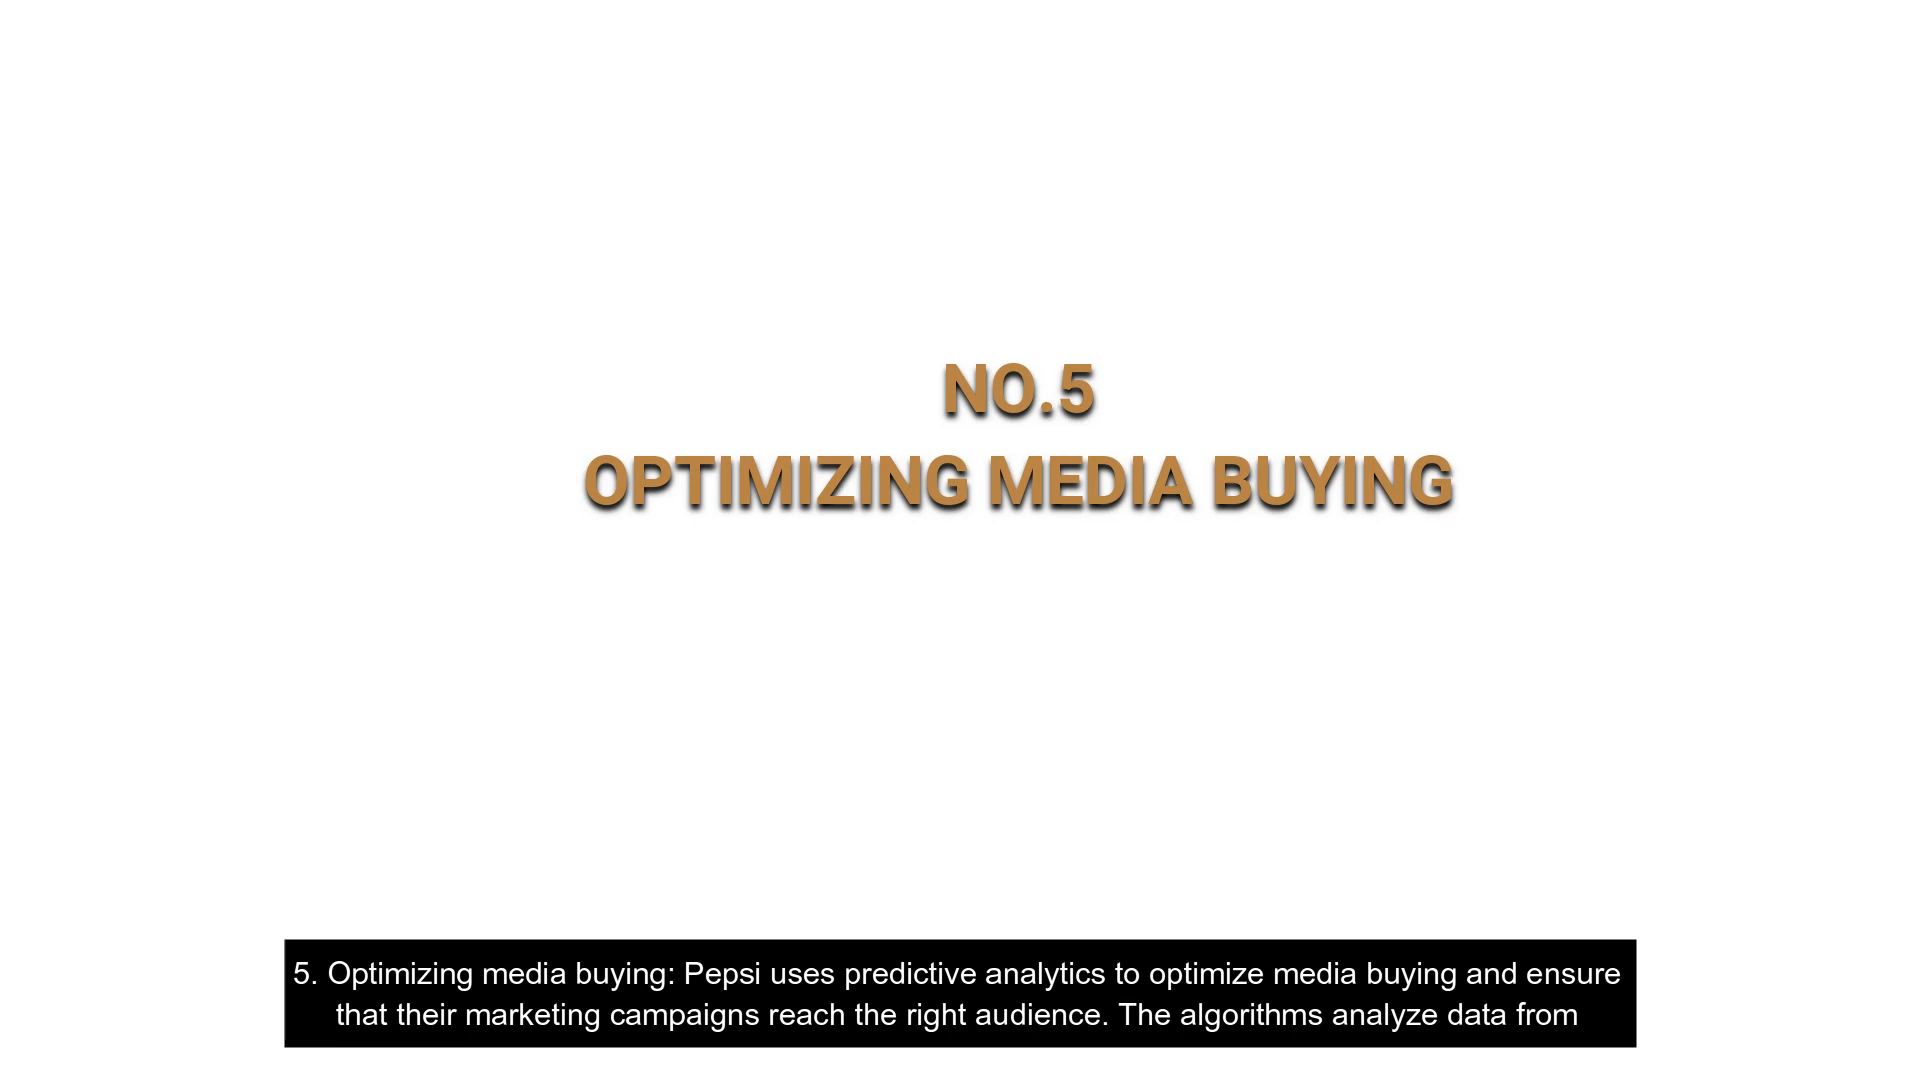 NO.5
OPTIMIZING MEDIA BUYING
5. Optimizing media buying: Pepsi uses predictive analytics to optimize media buying and ensure
that their marketing campaigns reach the right audience. The algorithms analyze data from